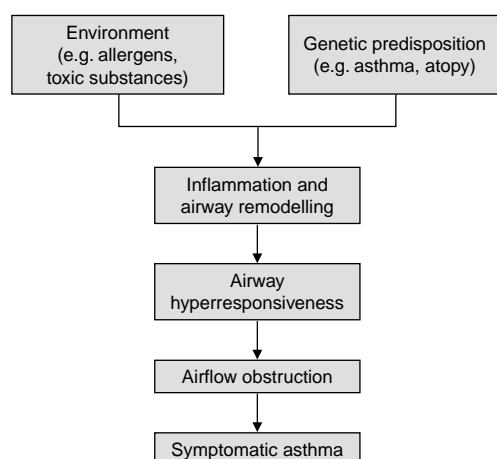 Environment
(e.g. allergens,
toxic substances)
Genetic predisposition
(e.g. asthma, atopy)
Inflammation and
airway remodelling
Airway
hyperresponsiveness
Airflow obstruction
Symptomatic asthma